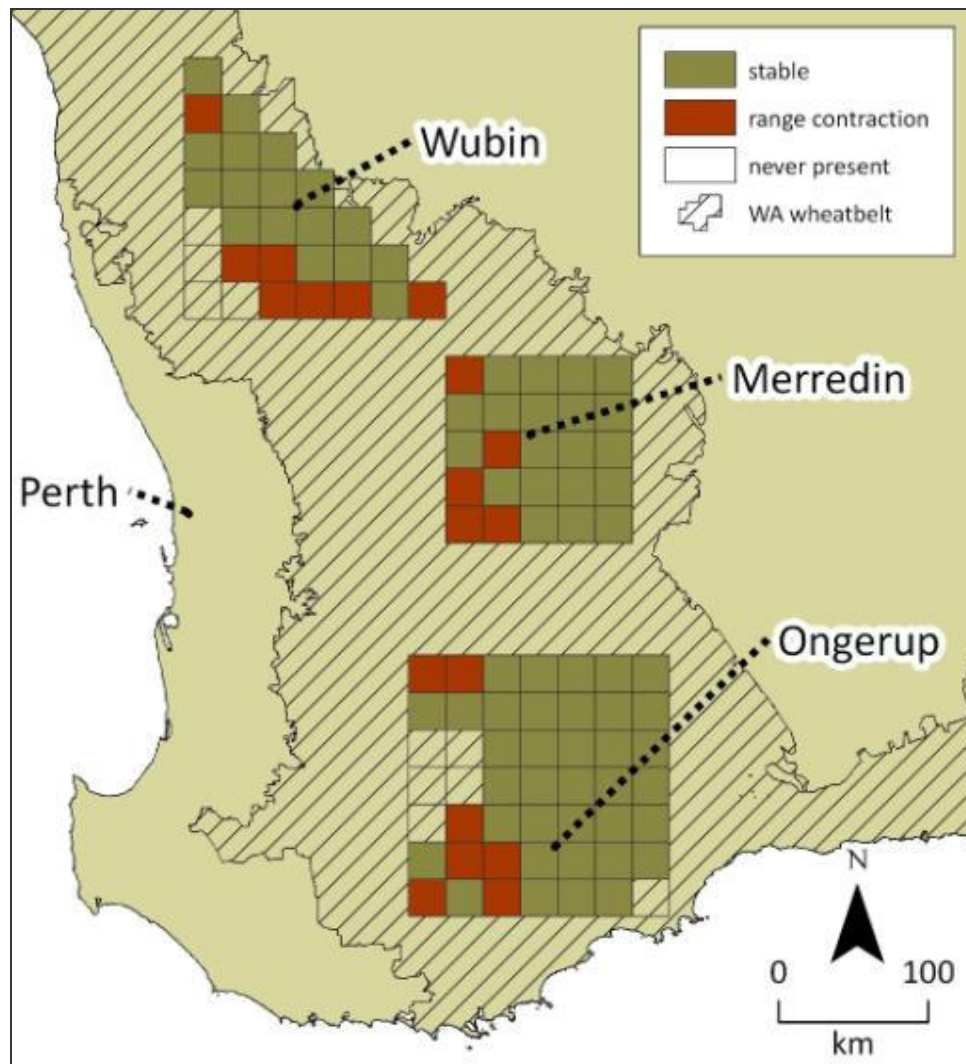 stable
range contraction
never present
WA wheatbelt
Wubin
Merredin
Perth
Ongerup
N
0 100
km